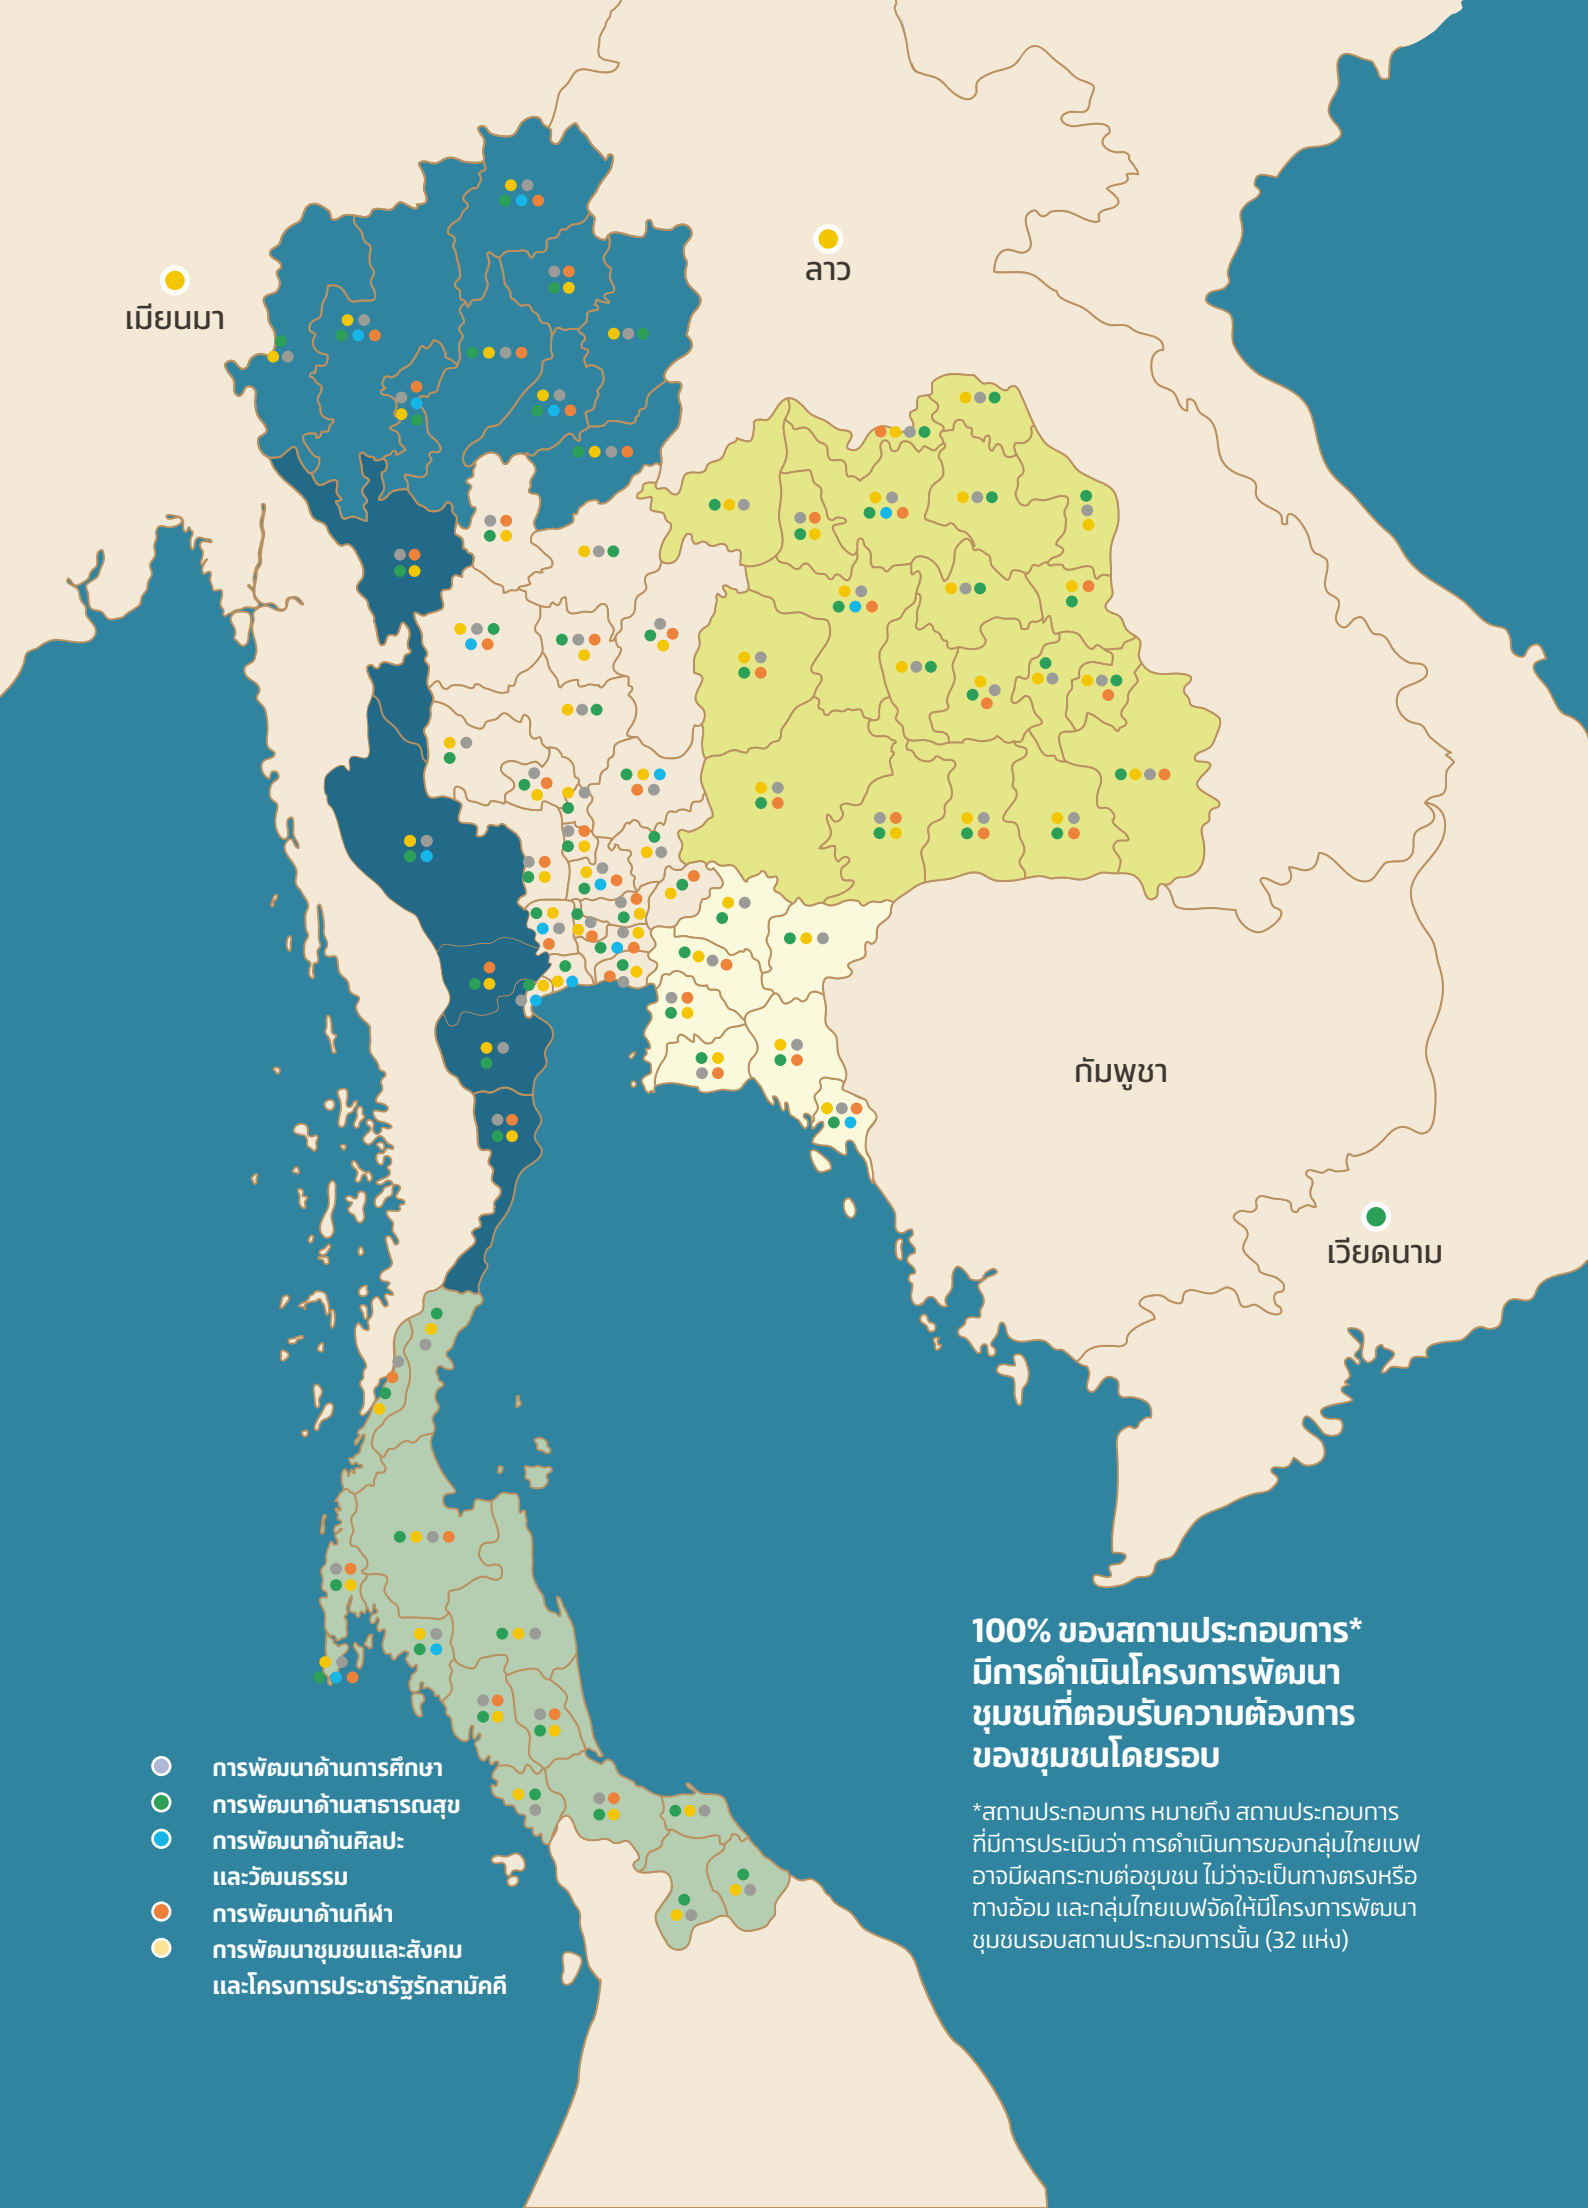 ลาว
เมียนมา
กัมพูชา
เวียดนาม
100% ของสถานประกอบการ*
มีการดำเนินโครงการพัฒนา
ชุมชนที่ตอบรับความต้องการ
ของชุมชนโดยรอบ
*สถานประกอบการ หมายถึง สถานประกอบการ
ที่มีการประเมินว่า การดำเนินการของกลุ่มไทยเบฟ
อาจมีผลกระทบต่อชุมชน ไม่ว่าจะเป็นทางตรงหรือ
ทางอ้อม และกลุ่มไทยเบฟจัดให้มีโครงการพัฒนา
ชุมชนรอบสถานประกอบการนั้น (32 แห่ง)
การพัฒนาด้านการศึกษา
การพัฒนาด้านสาธารณสุข
การพัฒนาด้านศิลปะ
และวัฒนธรรม
การพัฒนาด้านกีฬา
การพัฒนาชุมชนและสังคม
และโครงการประชารัฐรักสามัคคี